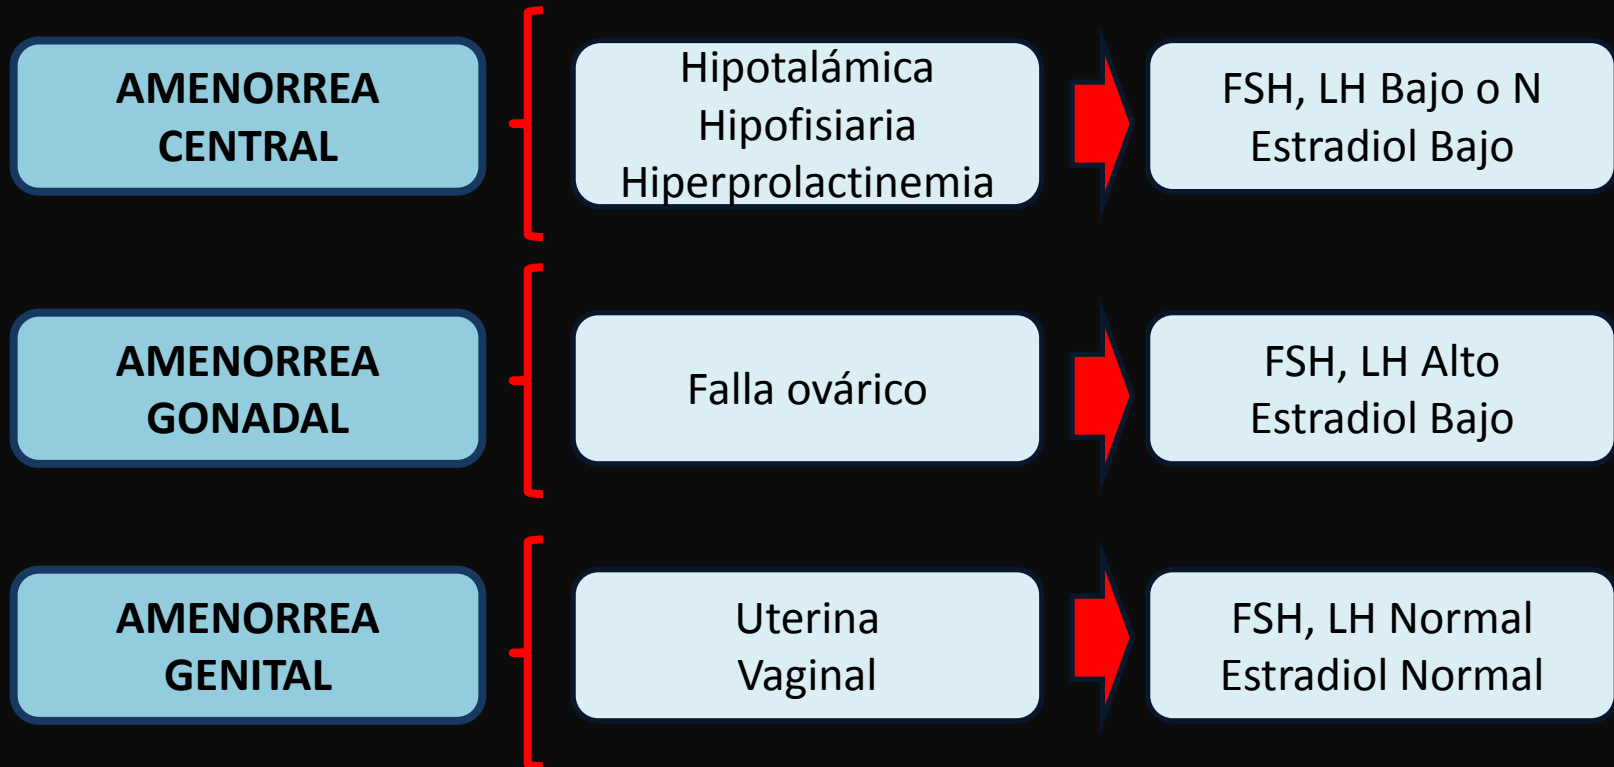 AMENORREA
CENTRAL
Hipotalámica
Hipofisiaria
Hiperprolactinemia
FSH, LH Bajo o N
Estradiol Bajo
AMENORREA
GONADAL
Falla ovárico
FSH, LH Alto
Estradiol Bajo
AMENORREA
GENITAL
Uterina
Vaginal
FSH, LH Normal
Estradiol Normal